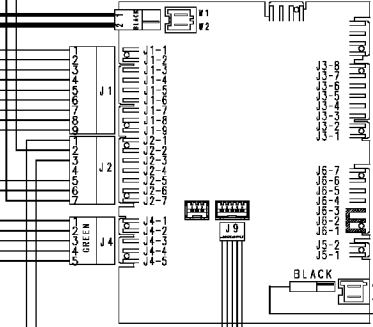 1
2
BLACK
W1
W2
1
2
3
4
5
6
7
8
9
J1
J1-1
J1-2
J1-3
J1-4
J1-5
J1-6
J1-7
J1-8
J1-9
1
2
3
4
5
6
7
J2
J2-1
J2-2
J2-3
J2-4
J2-5
J2-6
J2-7
1
2
3
4
5
GREEN
J4
J4-1
J4-2
J4-3
J4-4
J4-5
J9
J3-8
J3-7
J3-6
J3-5
J3-4
J3-3
J3-2
J3-1
J6-7
J6-6
J6-5
J6-4
J6-3
J6-2
J6-1
J5-2
J5-1
BLACK